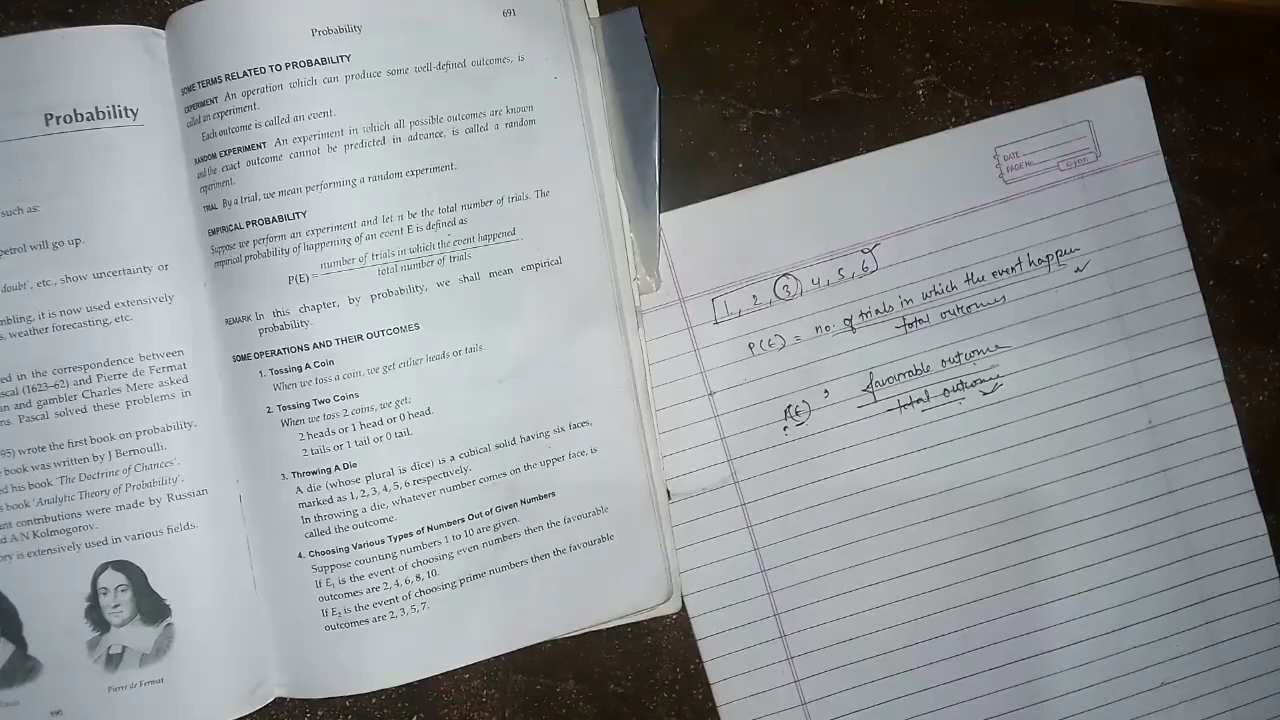 Probability
such as:
petrol will go up.
doubt', etc., show uncertainty or
mbling, it is now used extensively
s, weather forecasting, etc.
ed in the correspondence between
scal (1623–62) and Pierre de Fermat
an and gambler Charles Mere asked
ns. Pascal solved these problems in
95) wrote the first book on probability.
book was written by J Bernoulli.
ed his book 'The Doctrine of Chances'.
s book 'Analytic Theory of Probability'.
ant contributions were made by Russian
d A N Kolmogorov.
ory is extensively used in various fields.
Pierre de Fermat
Probability
691
SOME TERMS RELATED TO PROBABILITY
EXPERIMENT An operation which can produce some well-defined outcomes, is
called an experiment.
Each outcome is called an event.
RANDOM EXPERIMENT An experiment in which all possible outcomes are known
and the exact outcome cannot be predicted in advance, is called a random
experiment.
TRIAL By a trial, we mean performing a random experiment.
EMPIRICAL PROBABILITY
Suppose we perform an experiment and let n be the total number of trials. The
empirical probability of happening of an event E is defined as
P(E) = number of trials in which the event happened
total number of trials .
REMARK In this chapter, by probability, we shall mean empirical
probability.
SOME OPERATIONS AND THEIR OUTCOMES
1. Tossing A Coin
When we toss a coin, we get either heads or tails.
2. Tossing Two Coins
When we toss 2 coins, we get:
2 heads or 1 head or 0 head.
2 tails or 1 tail or 0 tail.
3. Throwing A Die
A die (whose plural is dice) is a cubical solid having six faces,
marked as 1, 2, 3, 4, 5, 6 respectively.
In throwing a die, whatever number comes on the upper face, is
called the outcome.
4. Choosing Various Types of Numbers Out of Given Numbers
Suppose counting numbers 1 to 10 are given.
If E1 is the event of choosing even numbers then the favourable
outcomes are 2, 4, 6, 8, 10.
If E2 is the event of choosing prime numbers then the favourable
outcomes are 2, 3, 5, 7.
DATE
PAGE No.
Gyan
1, 2, 3, 4, 5, 6
P(E) = no. of trials in which the event happen
total outcomes
P(E) = favourable outcome
total outcome